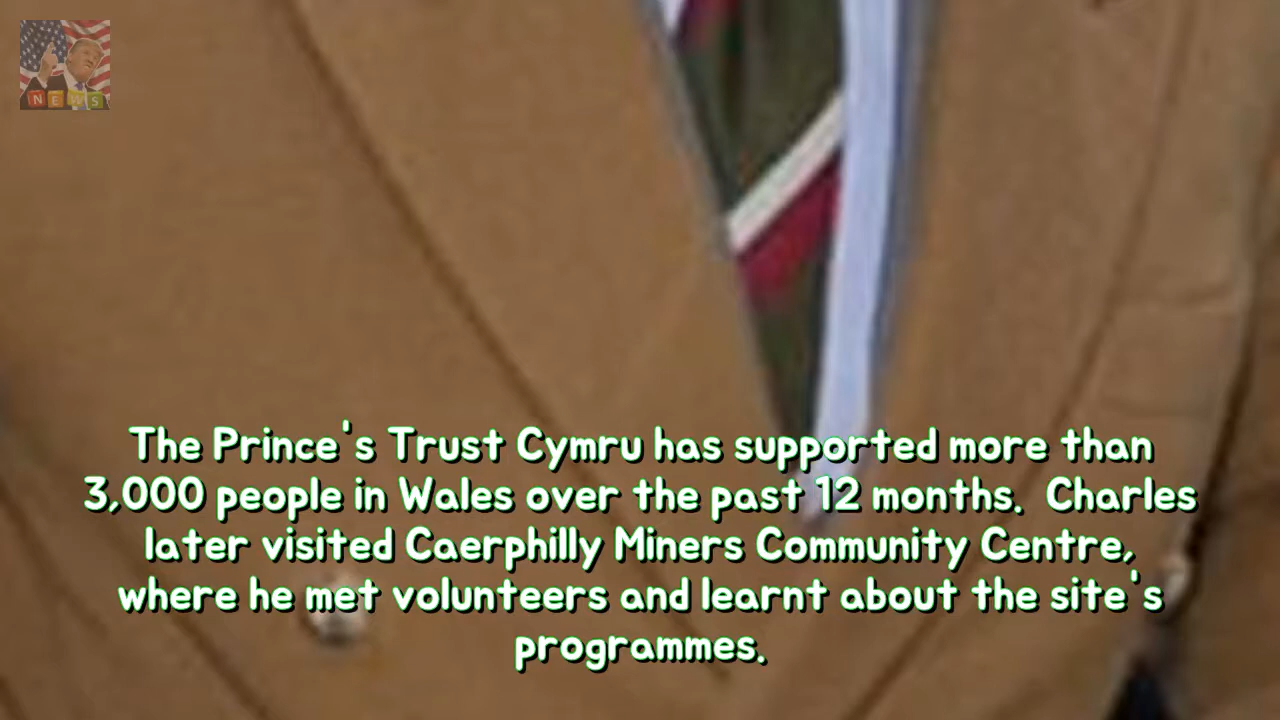 NEWS
The Prince's Trust Cymru has supported more than
3,000 people in Wales over the past 12 months.  Charles
later visited Caerphilly Miners Community Centre,
where he met volunteers and learnt about the site's
programmes.